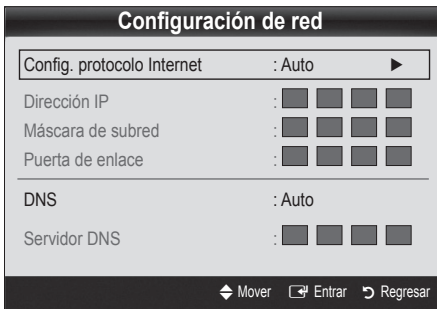 Configuración de red
Config. protocolo Internet : Auto ►
Dirección IP :
Máscara de subred :
Puerta de enlace :
DNS : Auto
Servidor DNS :
Mover Entrar Regresar